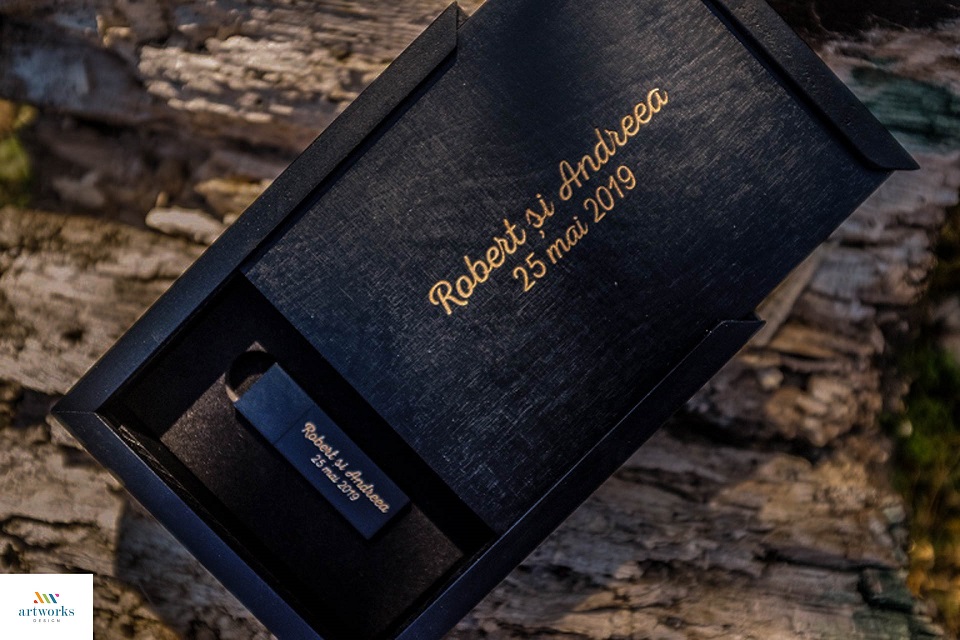 Robert și Andreea
25 mai 2019
Robert și Andreea
25 mai 2019
artworks
DESIGN